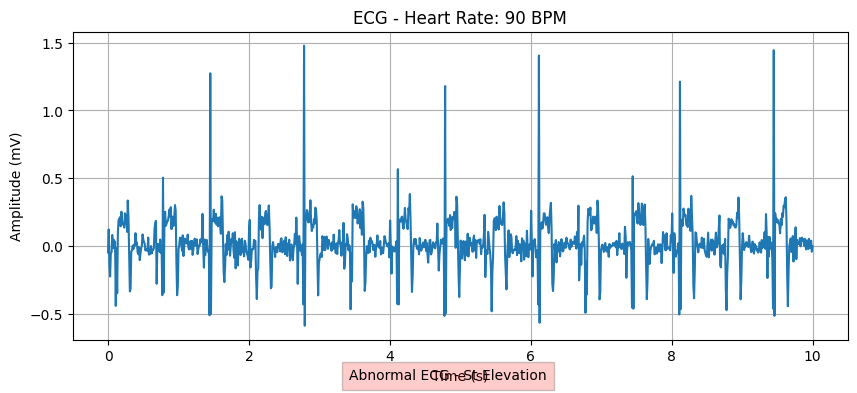 ECG - Heart Rate: 90 BPM
Amplitude (mV)
1.5
1.0
0.5
0.0
−0.5
0 2 4 6 8 10
Time (s)
Abnormal ECG - St Elevation